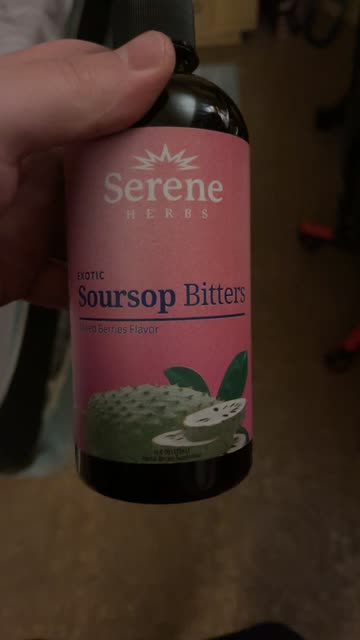 Serene
HERBS
EXOTIC
Soursop Bitters
Berries Flavor